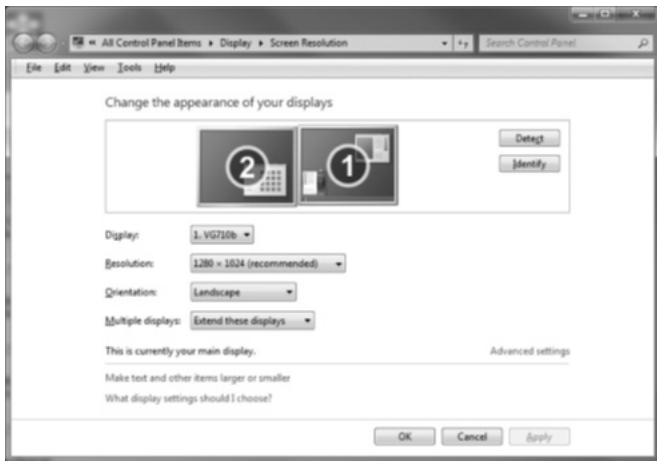 « All Control Panel Items ▸ Display ▸ Screen Resolution
Search Control Panel
File Edit View Tools Help
Change the appearance of your displays
2 1
Detect
Identify
Display: 1. VG710b
Resolution: 1280 × 1024 (recommended)
Orientation: Landscape
Multiple displays: Extend these displays
This is currently your main display. Advanced settings
Make text and other items larger or smaller
What display settings should I choose?
OK Cancel Apply